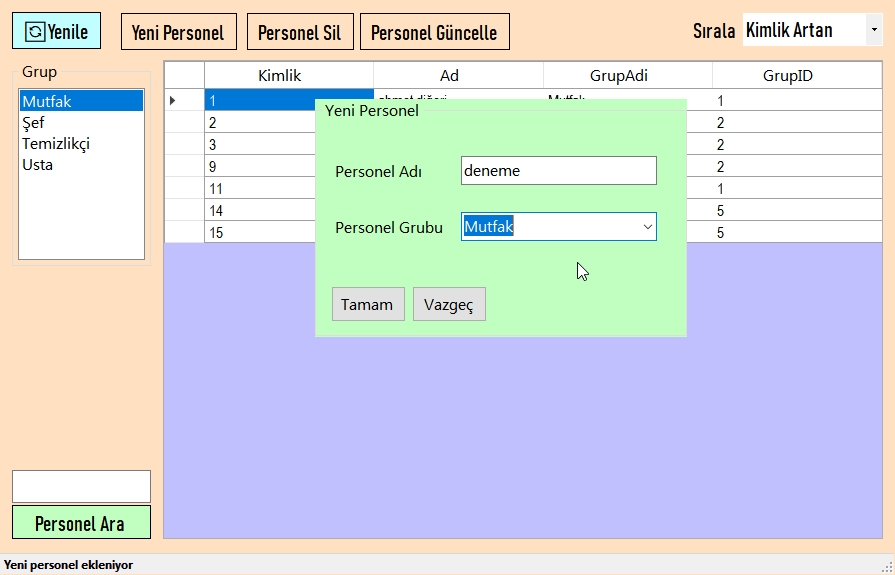 Yenile
Yeni Personel
Personel Sil
Personel Güncelle
Sırala
Kimlik Artan
Grup
Mutfak
Şef
Temizlikçi
Usta
Kimlik Ad GrupAdi GrupID
1 1
2 2
3 2
9 2
11 1
14 5
15 5
Yeni Personel
Personel Adı deneme
Personel Grubu Mutfak
Tamam Vazgeç
Personel Ara
Yeni personel ekleniyor